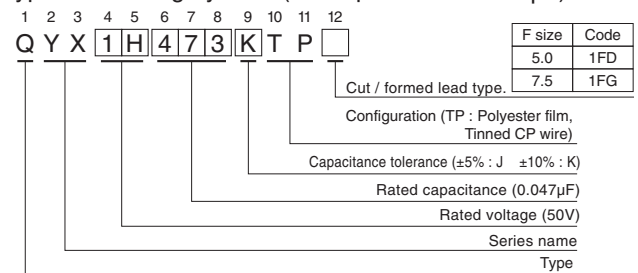 1 2 3 4 5 6 7 8 9 10 11 12
Q Y X 1 H 4 7 3 K T P
F size Code
5.0 1FD
7.5 1FG
Cut / formed lead type.
Configuration (TP : Polyester film,
Tinned CP wire)
Capacitance tolerance (±5% : J ±10% : K)
Rated capacitance (0.047µF)
Rated voltage (50V)
Series name
Type